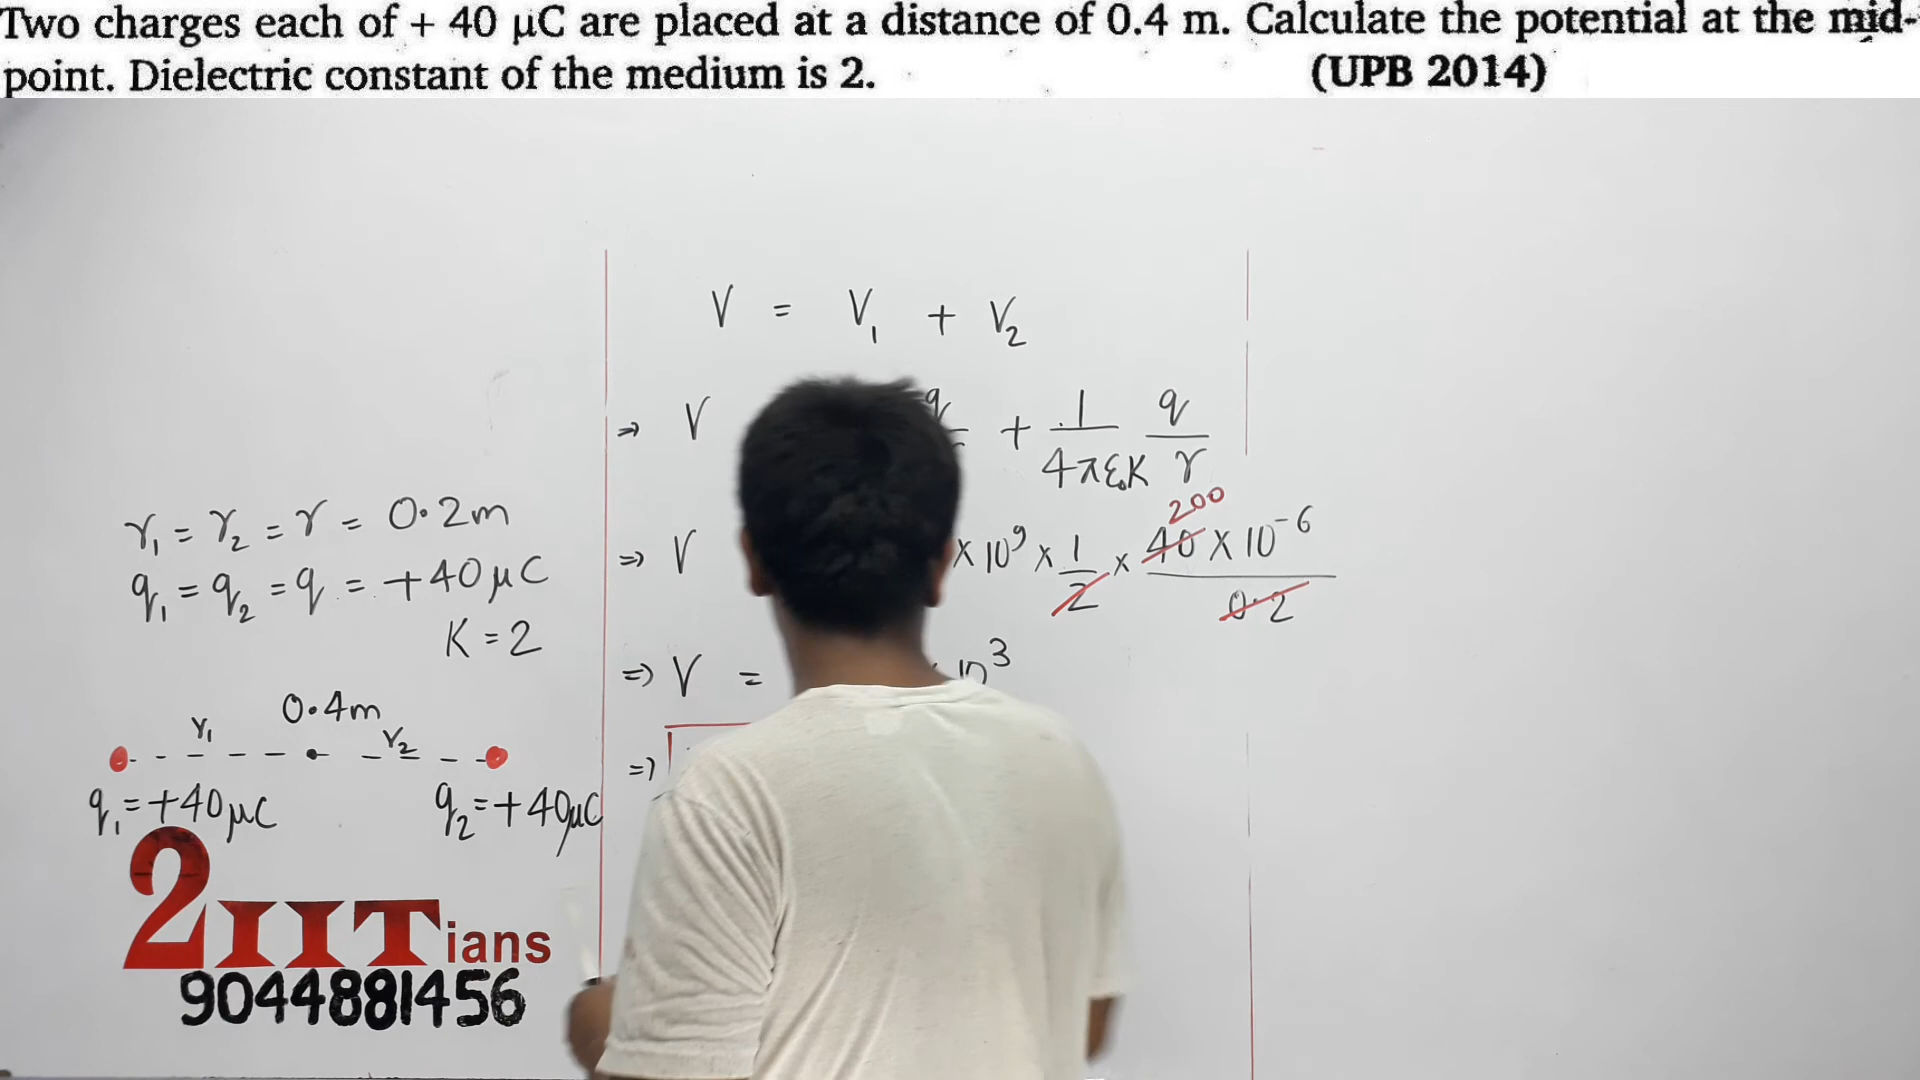 Two charges each of + 40 μC are placed at a distance of 0.4 m. Calculate the potential at the mid-
point. Dielectric constant of the medium is 2. (UPB 2014)
V = V₁ + V₂
⇒ V q + 1/4πε₀K q/r
r₁ = r₂ = r = 0.2m
q₁ = q₂ = q = +40μC
K = 2
200
⇒ V × 10⁹ × 1/2 × 40 × 10⁻⁶/0.2
⇒ V = 10³
⇒
0.4m
r₁ r₂
q₁ = +40μC q₂ = +40μC
2IITians
9044881456